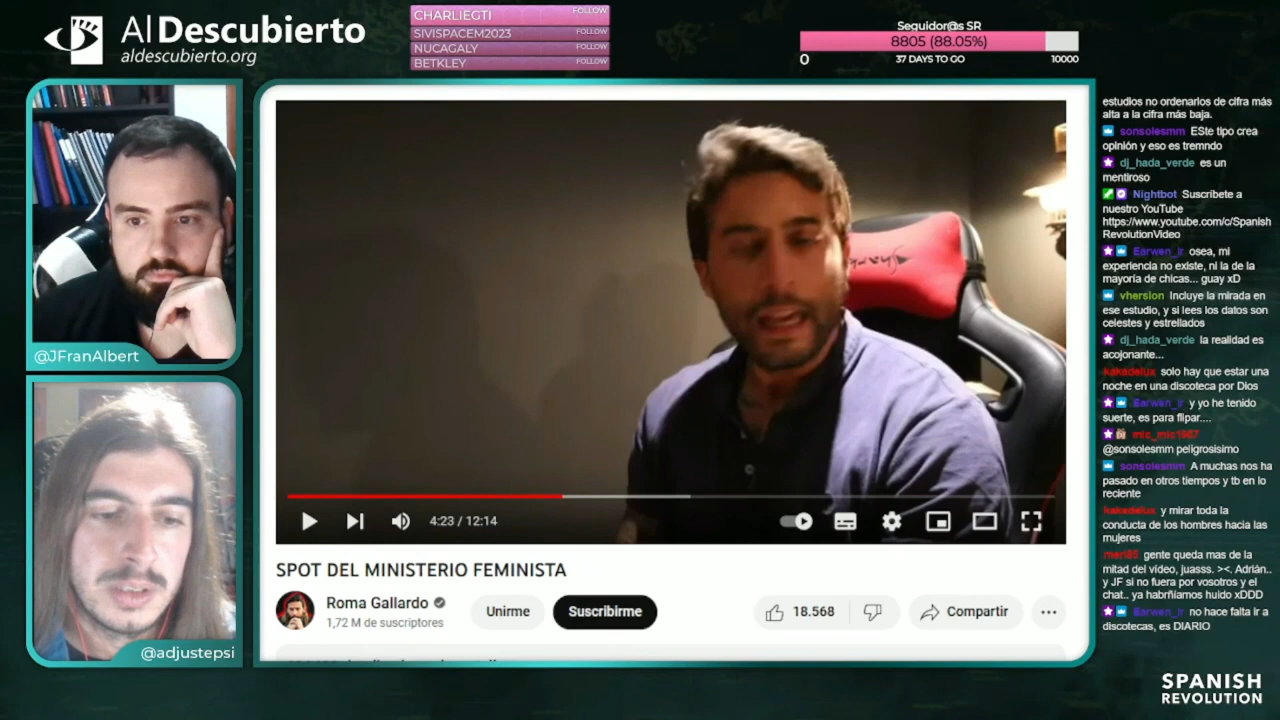 Al Descubierto
aldescubierto.org
CHARLIEGTI FOLLOW
SIVISPACEM2023 FOLLOW
NUCAGALY FOLLOW
BETKLEY FOLLOW
Seguidor@s SR
8805 (88.05%)
0 37 DAYS TO GO 10000
@JFranAlbert
@adjustepsi
4:23 / 12:14
SPOT DEL MINISTERIO FEMINISTA
Roma Gallardo
1,72 M de suscriptores
Unirme
Suscribirme
18.568
Compartir
estudios no ordenarlos de cifra más
alta a la cifra más baja.
sonsolesmm ESte tipo crea
opinión y eso es tremndo
dj_hada_verde es un
mentiroso
Nightbot Suscríbete a
nuestro YouTube
https://www.youtube.com/c/Spanish
RevolutionVideo
Earwen_ir osea, mi
experiencia no existe, ni la de la
mayoría de chicas... guay xD
vhersion Incluye la mirada en
ese estudio, y si lees los datos son
celestes y estrellados
dj_hada_verde la realidad es
acojonante...
kakadelux solo hay que estar una
noche en una discoteca por Dios
Earwen_ir y yo he tenido
suerte, es para flipar....
mic_mic1987
@sonsolesmm peligrosisimo
sonsolesmm A muchas nos ha
pasado en otros tiempos y tb en lo
reciente
kakadelux y mirar toda la
conducta de los hombres hacia las
mujeres
meri85 gente queda mas de la
mitad del vídeo, juasss. ><. Adrián..
y JF si no fuera por vosotros y el
chat.. ya habrñiamos huido xDDD
Earwen_ir no hace falta ir a
discotecas, es DIARIO
SPANISH
REVOLUTION